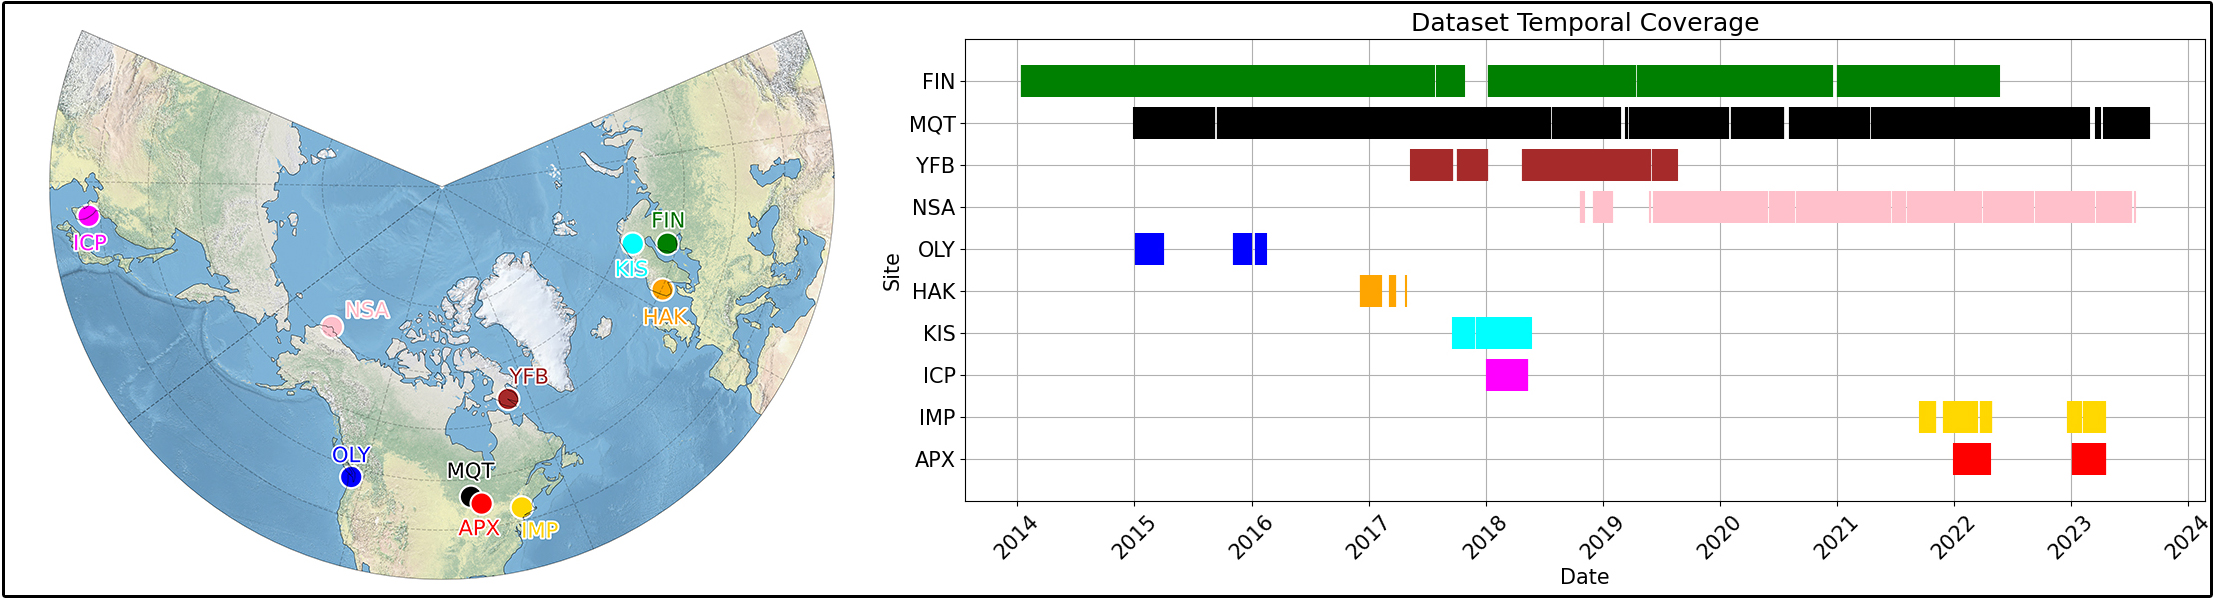 ICP
NSA
FIN
KIS
HAK
YFB
OLY
MQT
APX
IMP
Dataset Temporal Coverage
Site
FIN
MQT
YFB
NSA
OLY
HAK
KIS
ICP
IMP
APX
2014 2015 2016 2017 2018 2019 2020 2021 2022 2023 2024
Date